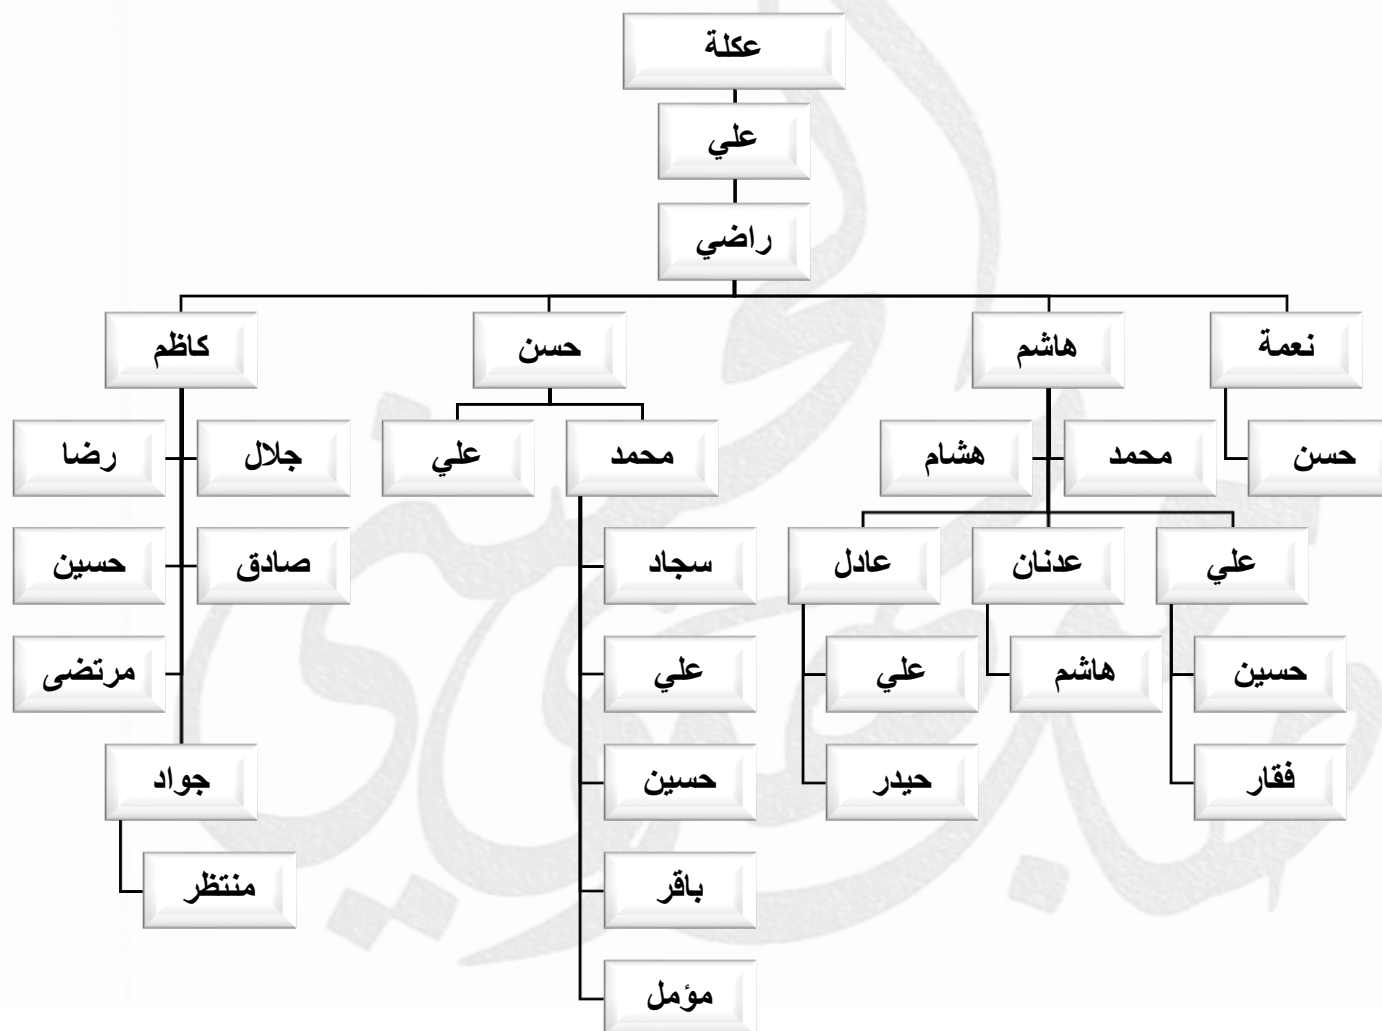 عكلة
علي
راضي
نعمة
هاشم
حسن
كاظم
حسن
محمد
هشام
محمد
علي
جلال
رضا
علي
عدنان
عادل
سجاد
صادق
حسين
حسين
هاشم
علي
علي
مرتضى
فقار
حيدر
حسين
جواد
باقر
منتظر
مؤمل